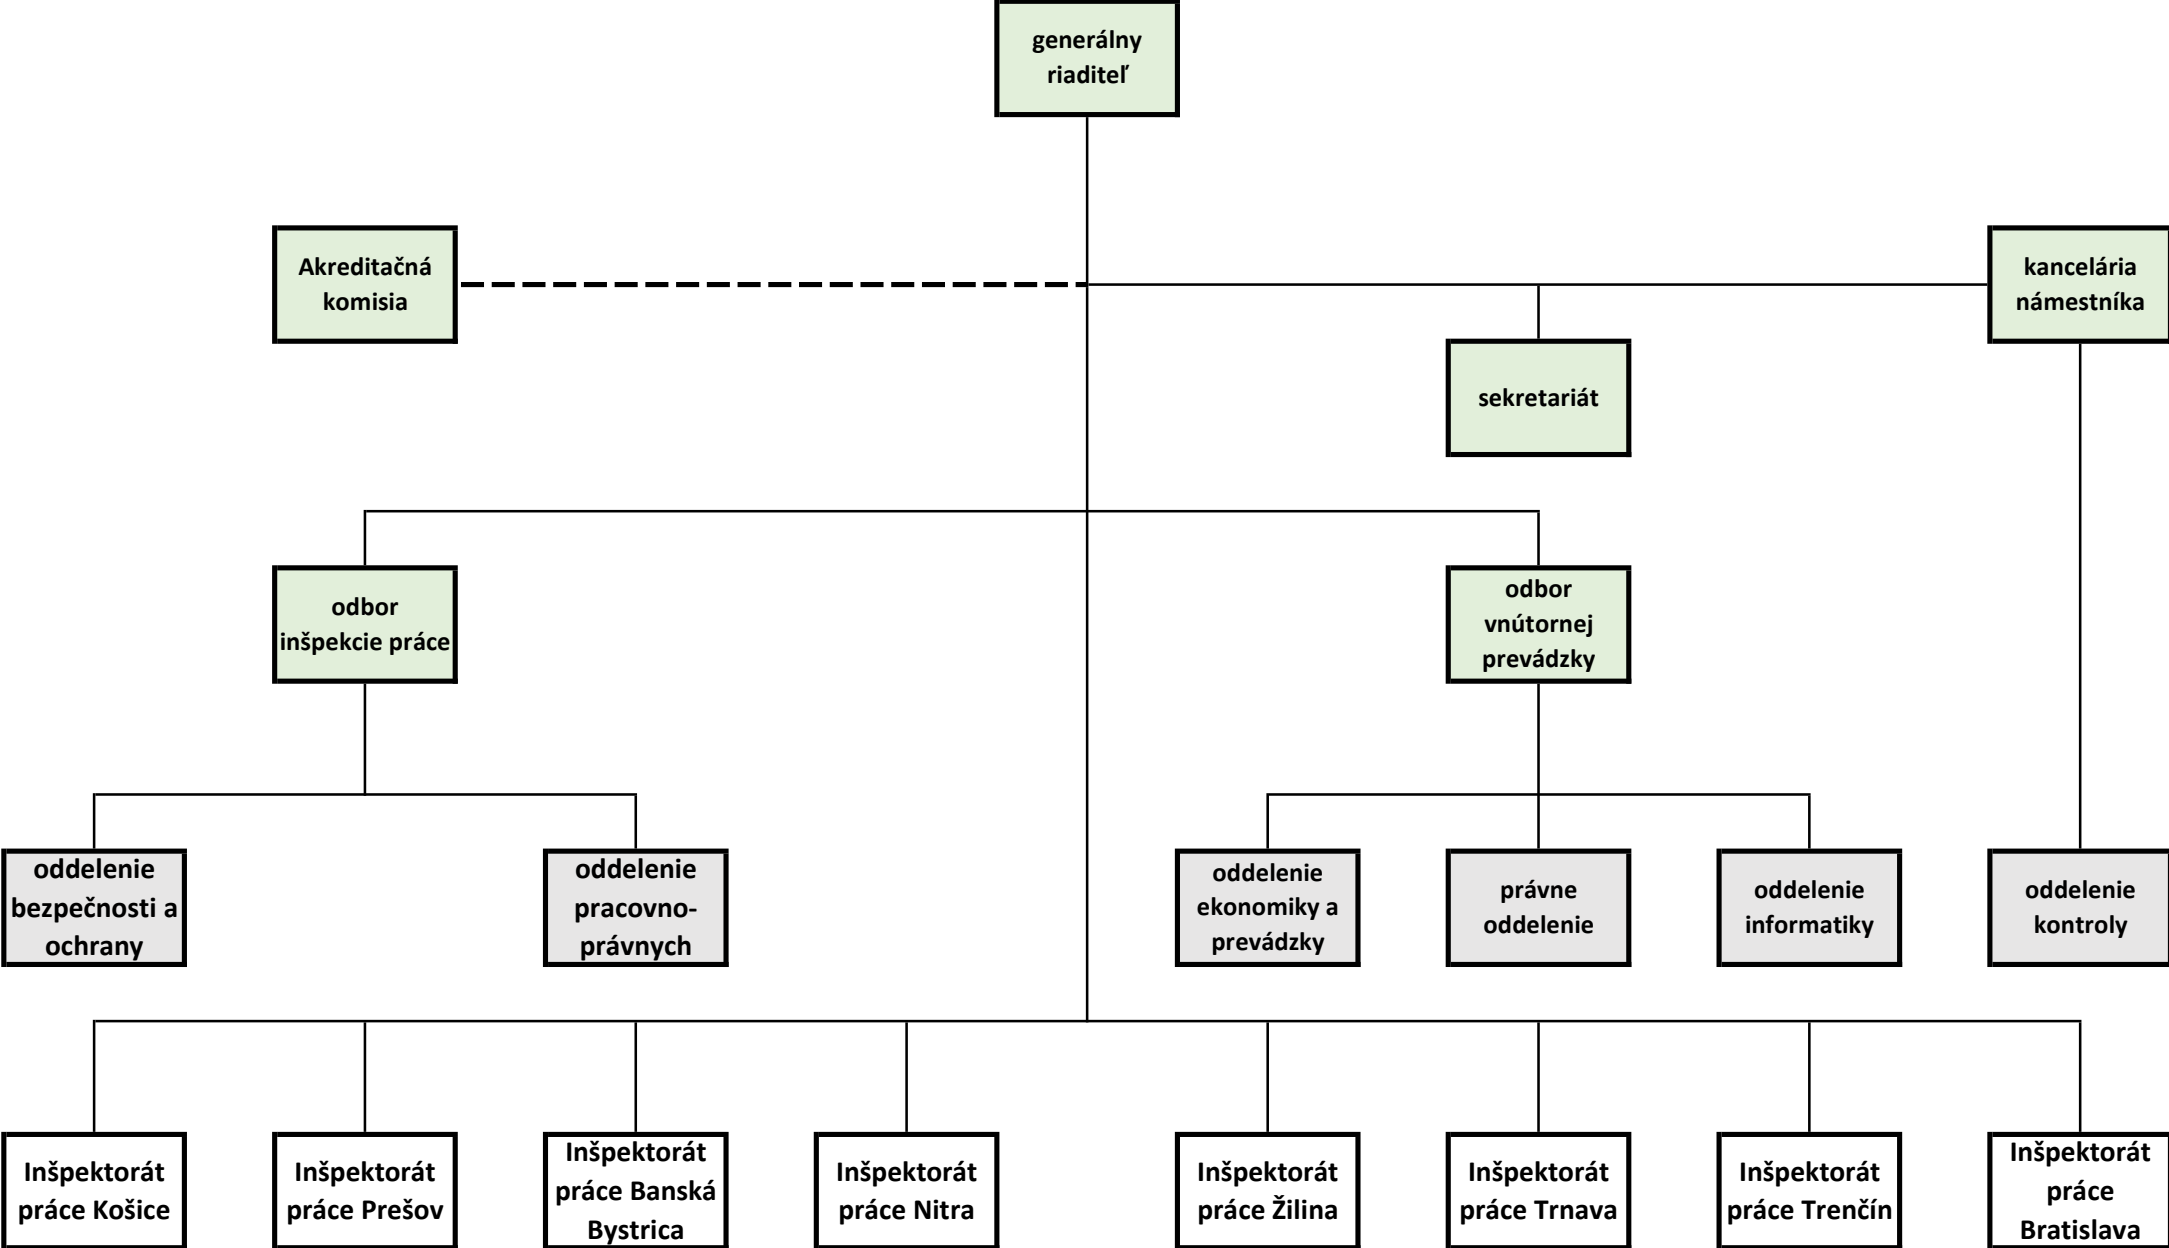 generálny
riaditeľ
Akreditačná
komisia
kancelária
námestníka
sekretariát
odbor
inšpekcie práce
odbor
vnútornej
prevádzky
oddelenie
bezpečnosti a
ochrany
oddelenie
pracovno-
právnych
oddelenie
ekonomiky a
prevádzky
právne
oddelenie
oddelenie
informatiky
oddelenie
kontroly
Inšpektorát
práce Košice
Inšpektorát
práce Prešov
Inšpektorát
práce Banská
Bystrica
Inšpektorát
práce Nitra
Inšpektorát
práce Žilina
Inšpektorát
práce Trnava
Inšpektorát
práce Trenčín
Inšpektorát
práce
Bratislava